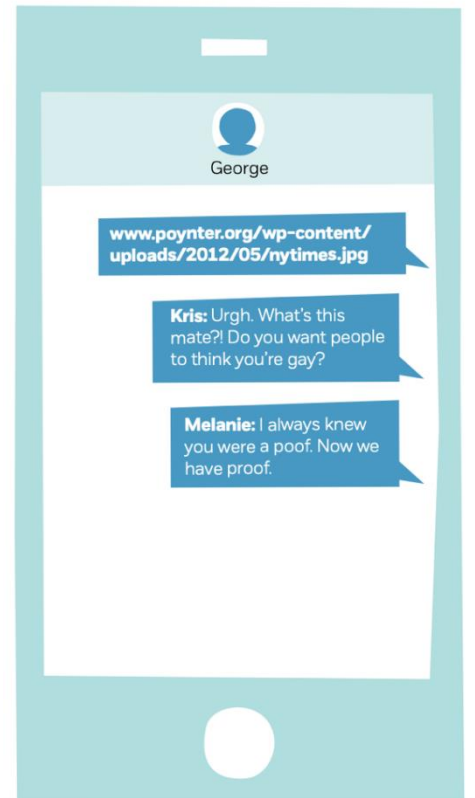 George
www.poynter.org/wp-content/
uploads/2012/05/nytimes.jpg
Kris: Urgh. What's this
mate?! Do you want people
to think you're gay?
Melanie: I always knew
you were a poof. Now we
have proof.